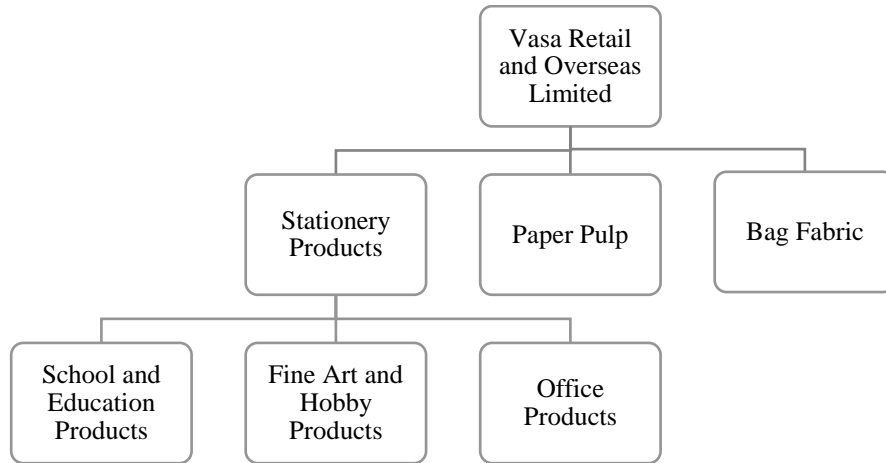 Vasa Retail
and Overseas
Limited
Stationery
Products
Paper Pulp
Bag Fabric
School and
Education
Products
Fine Art and
Hobby
Products
Office
Products